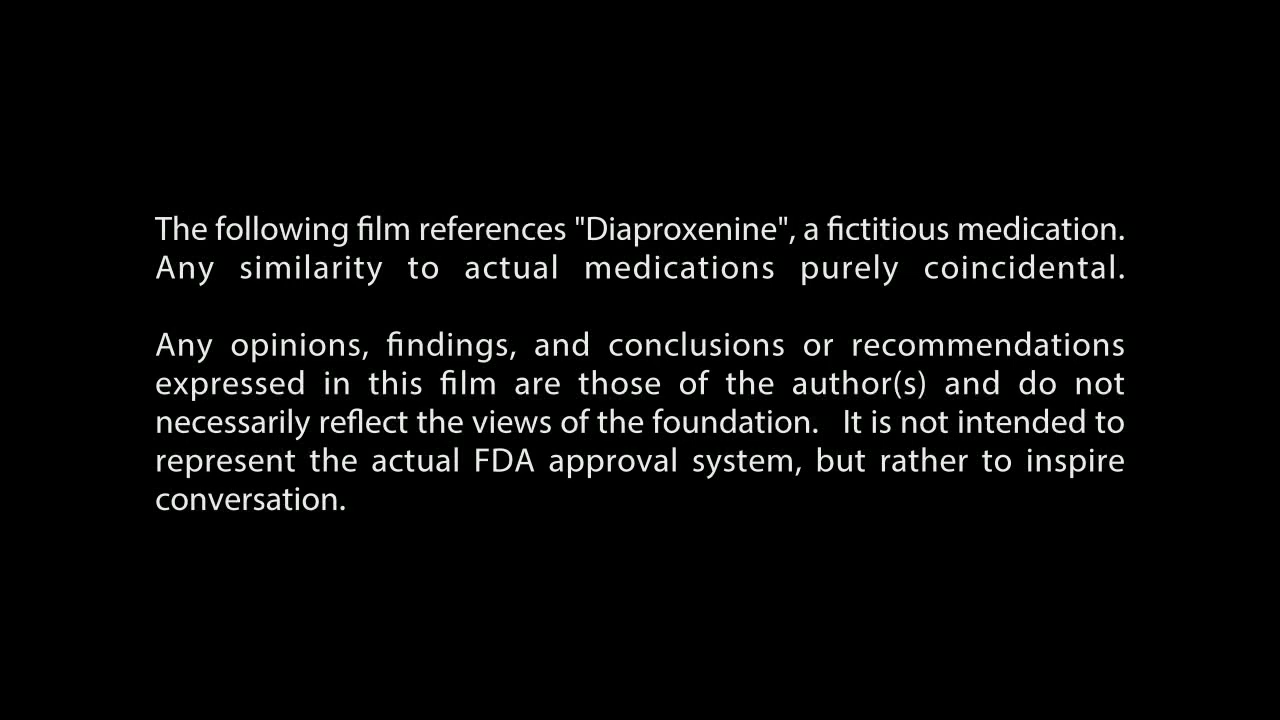 The following film references "Diaproxenine", a fictitious medication.
Any similarity to actual medications purely coincidental.
Any opinions, findings, and conclusions or recommendations
expressed in this film are those of the author(s) and do not
necessarily reflect the views of the foundation.   It is not intended to
represent the actual FDA approval system, but rather to inspire
conversation.